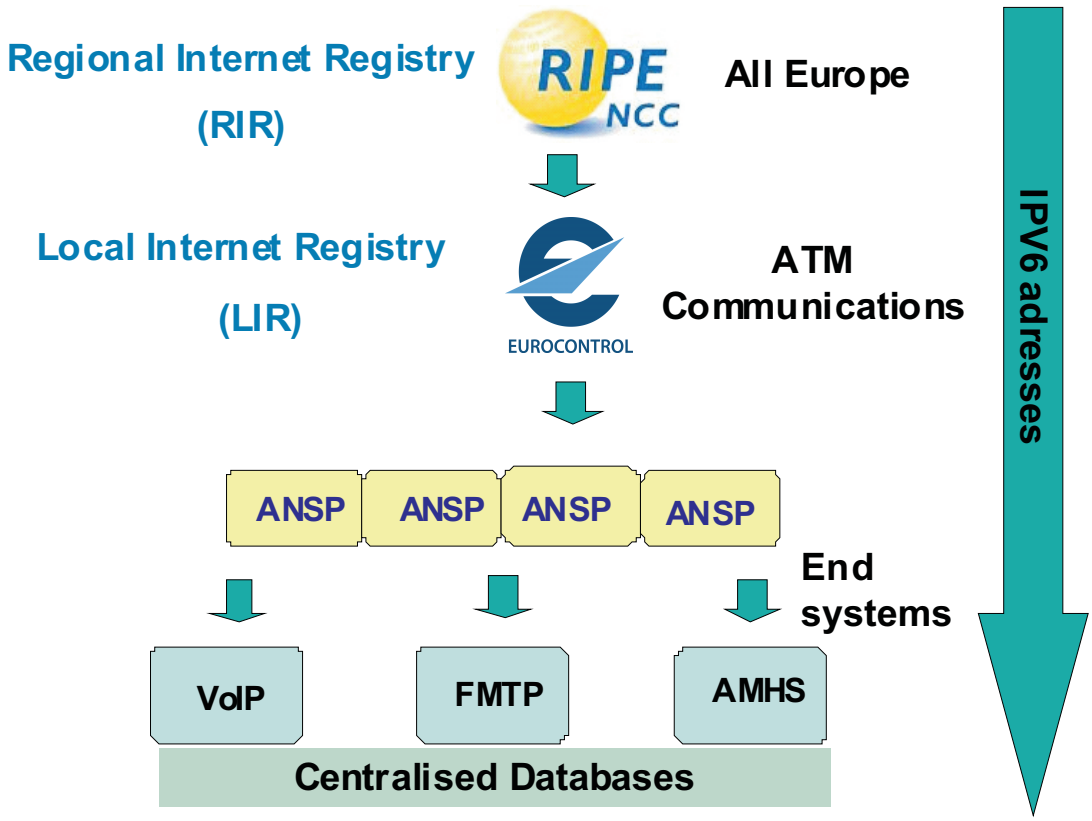 Regional Internet Registry
(RIR)
RIPE
NCC
All Europe
Local Internet Registry
(LIR)
EUROCONTROL
ATM
Communications
IPV6 adresses
ANSP
ANSP
ANSP
ANSP
End
systems
VoIP
FMTP
AMHS
Centralised Databases